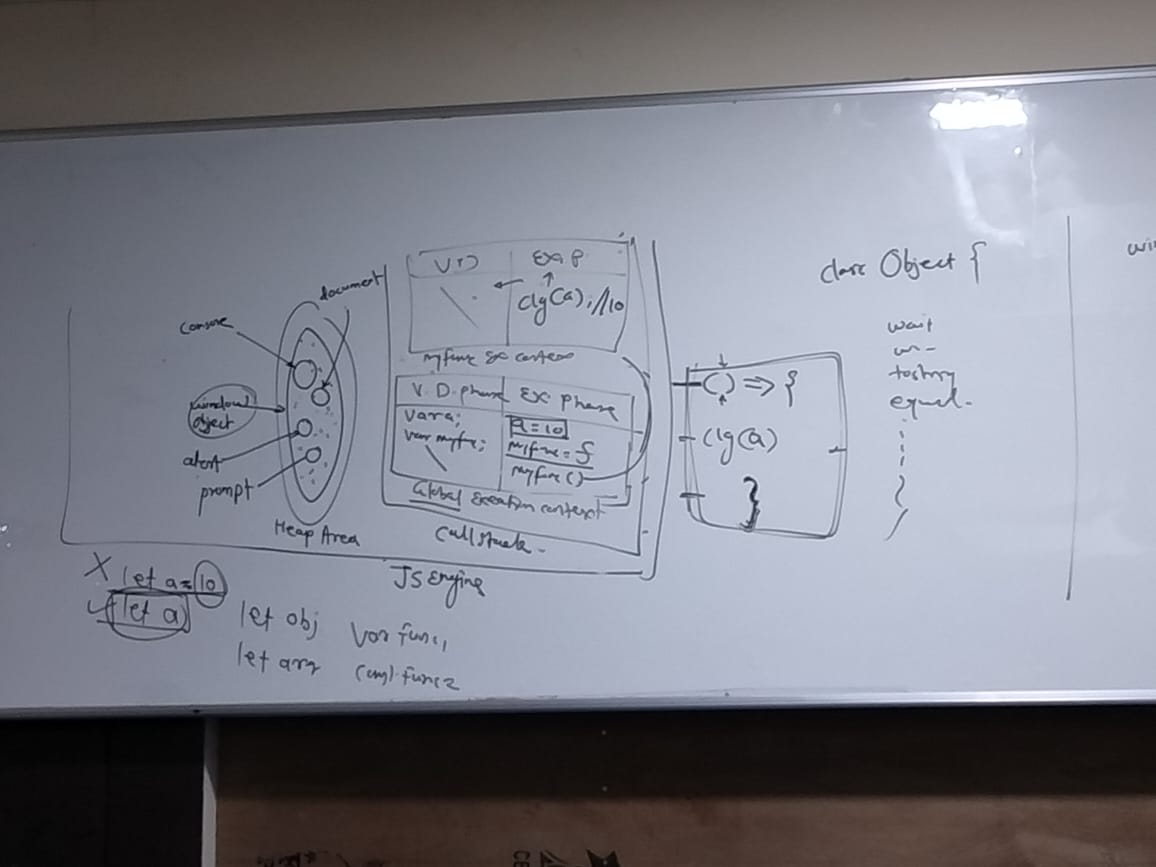 document
console
window
object
alert
prompt
Heap Area
V D
Ex P
clg(a); //10
myfunc Ex context
V. D. phase
Ex phase
var a;
a = 10
var myfunc;
myfunc = f
myfunc()
Global Execution context
Call stack
JS Engine
() => {
clg(a)
}
class Object {
wait
tostring
equal
}
X let a = 10
let a
let obj
var func1
let arr
func2